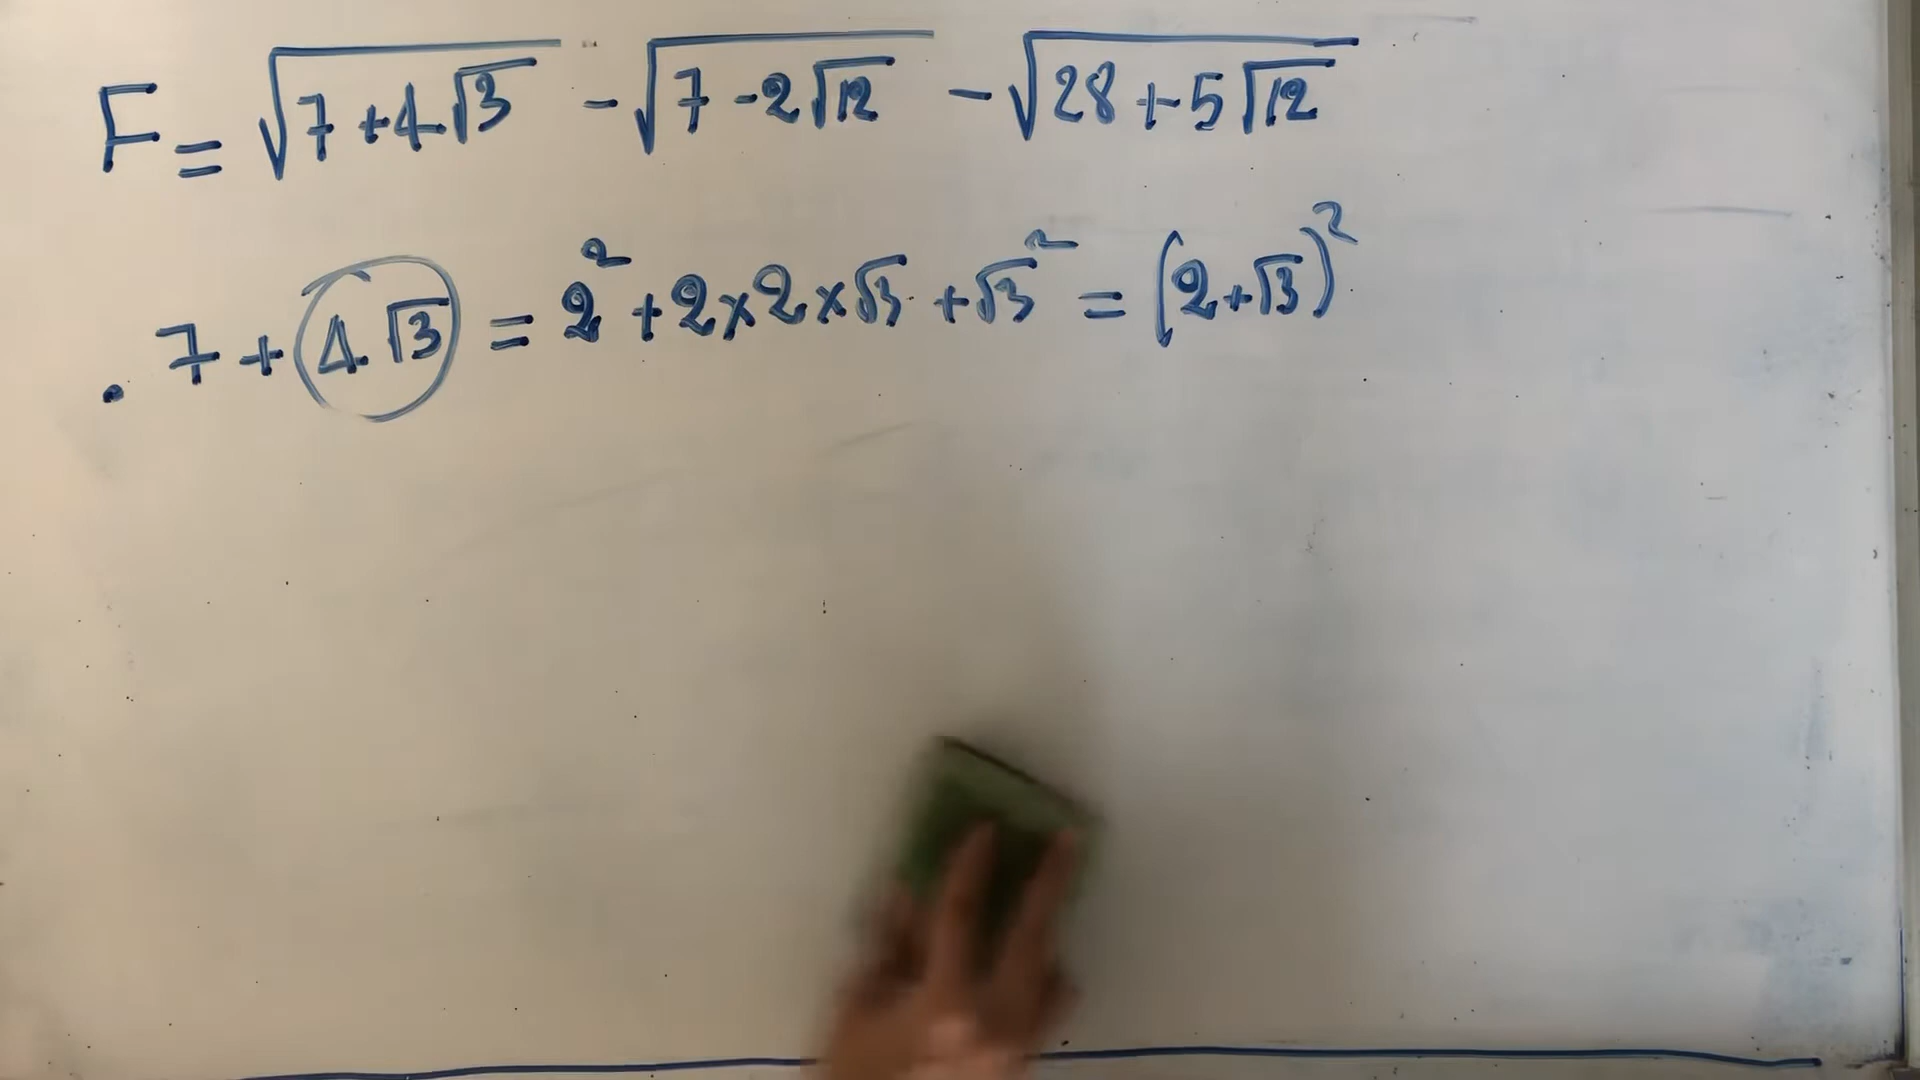 F = √(7+4√3) - √(7-2√12) - √(28+5√12)
. 7 + 4√3 = 2² + 2×2×√3 + √3² = (2+√3)²